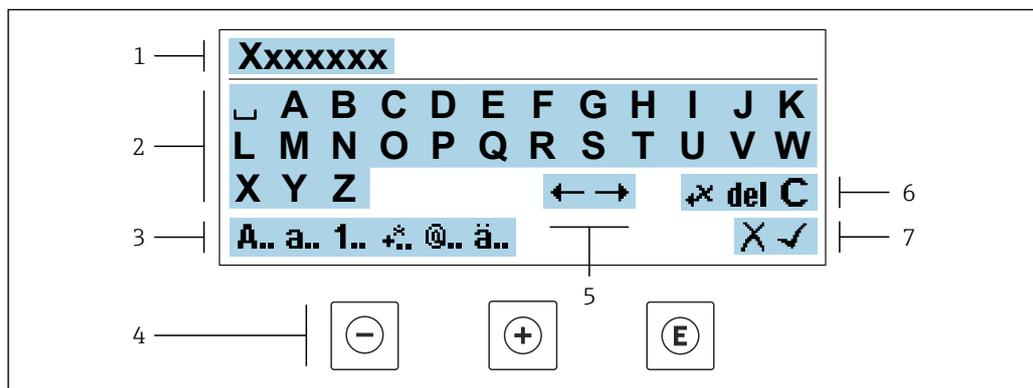 1 Xxxxxxx
2 ␣ A B C D E F G H I J K
L M N O P Q R S T U V W
X Y Z ← → +× del C 6
3 A.. a.. 1.. +*.. @.. ä.. X ✓ 7
5
4 - + E